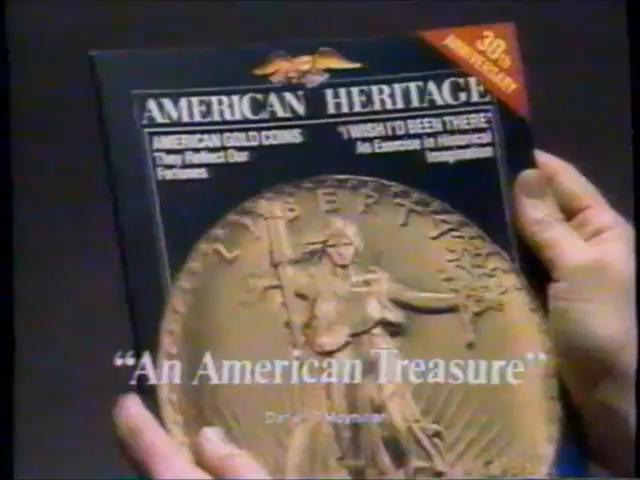 30th
ANNIVERSARY
AMERICAN HERITAGE
AMERICAN GOLD COINS
They Reflect Our
Fortunes
"I WISH I'D BEEN THERE"
An Exercise in Historical
Imagination
LIBERTY
"An American Treasure"